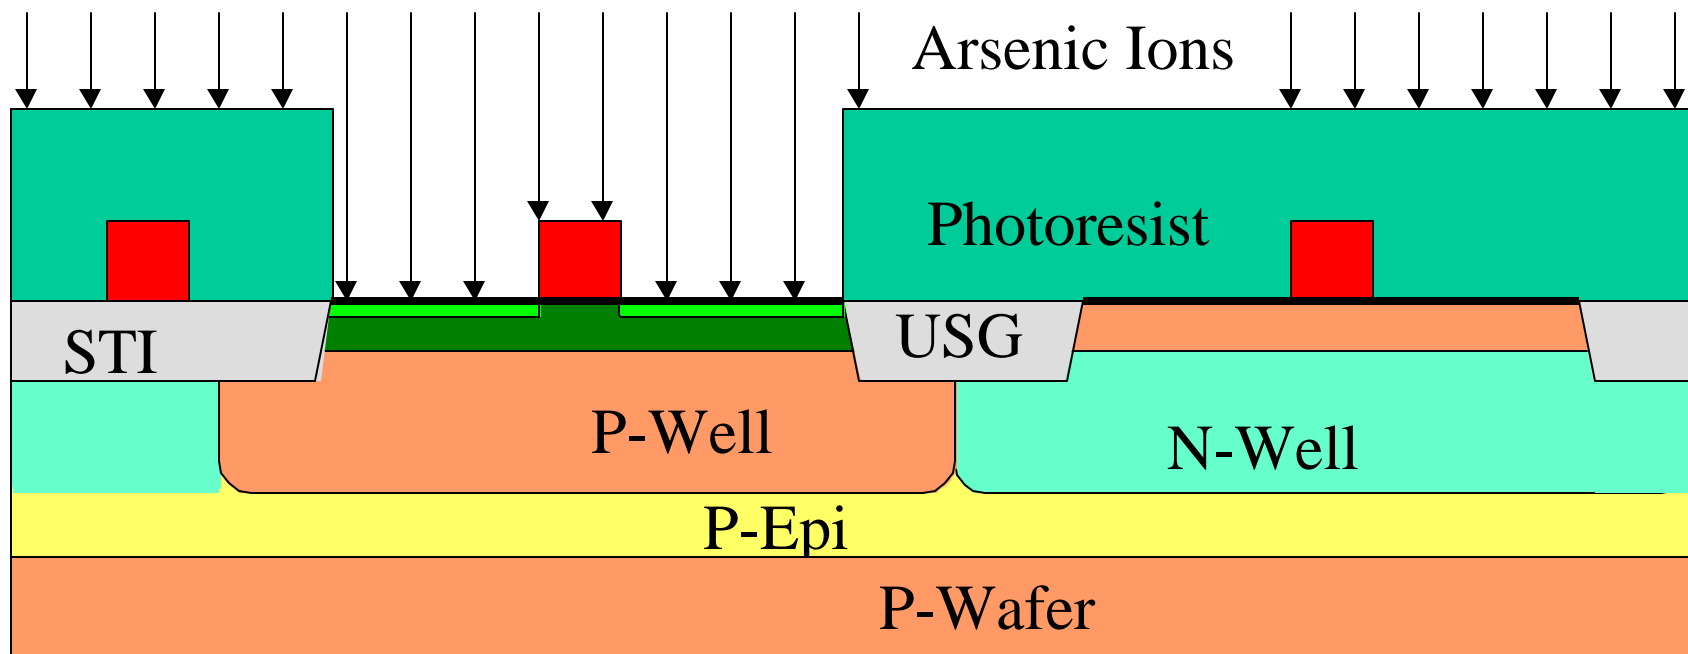 Arsenic Ions
Photoresist
STI
USG
P-Well
N-Well
P-Epi
P-Wafer